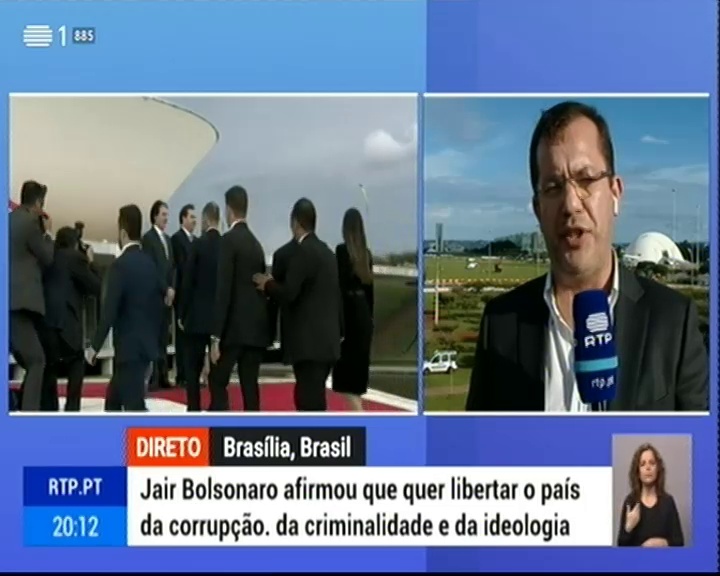 1 885
RTP
rtp.pt
DIRETO Brasília, Brasil
RTP.PT
20:12
Jair Bolsonaro afirmou que quer libertar o país
da corrupção. da criminalidade e da ideologia